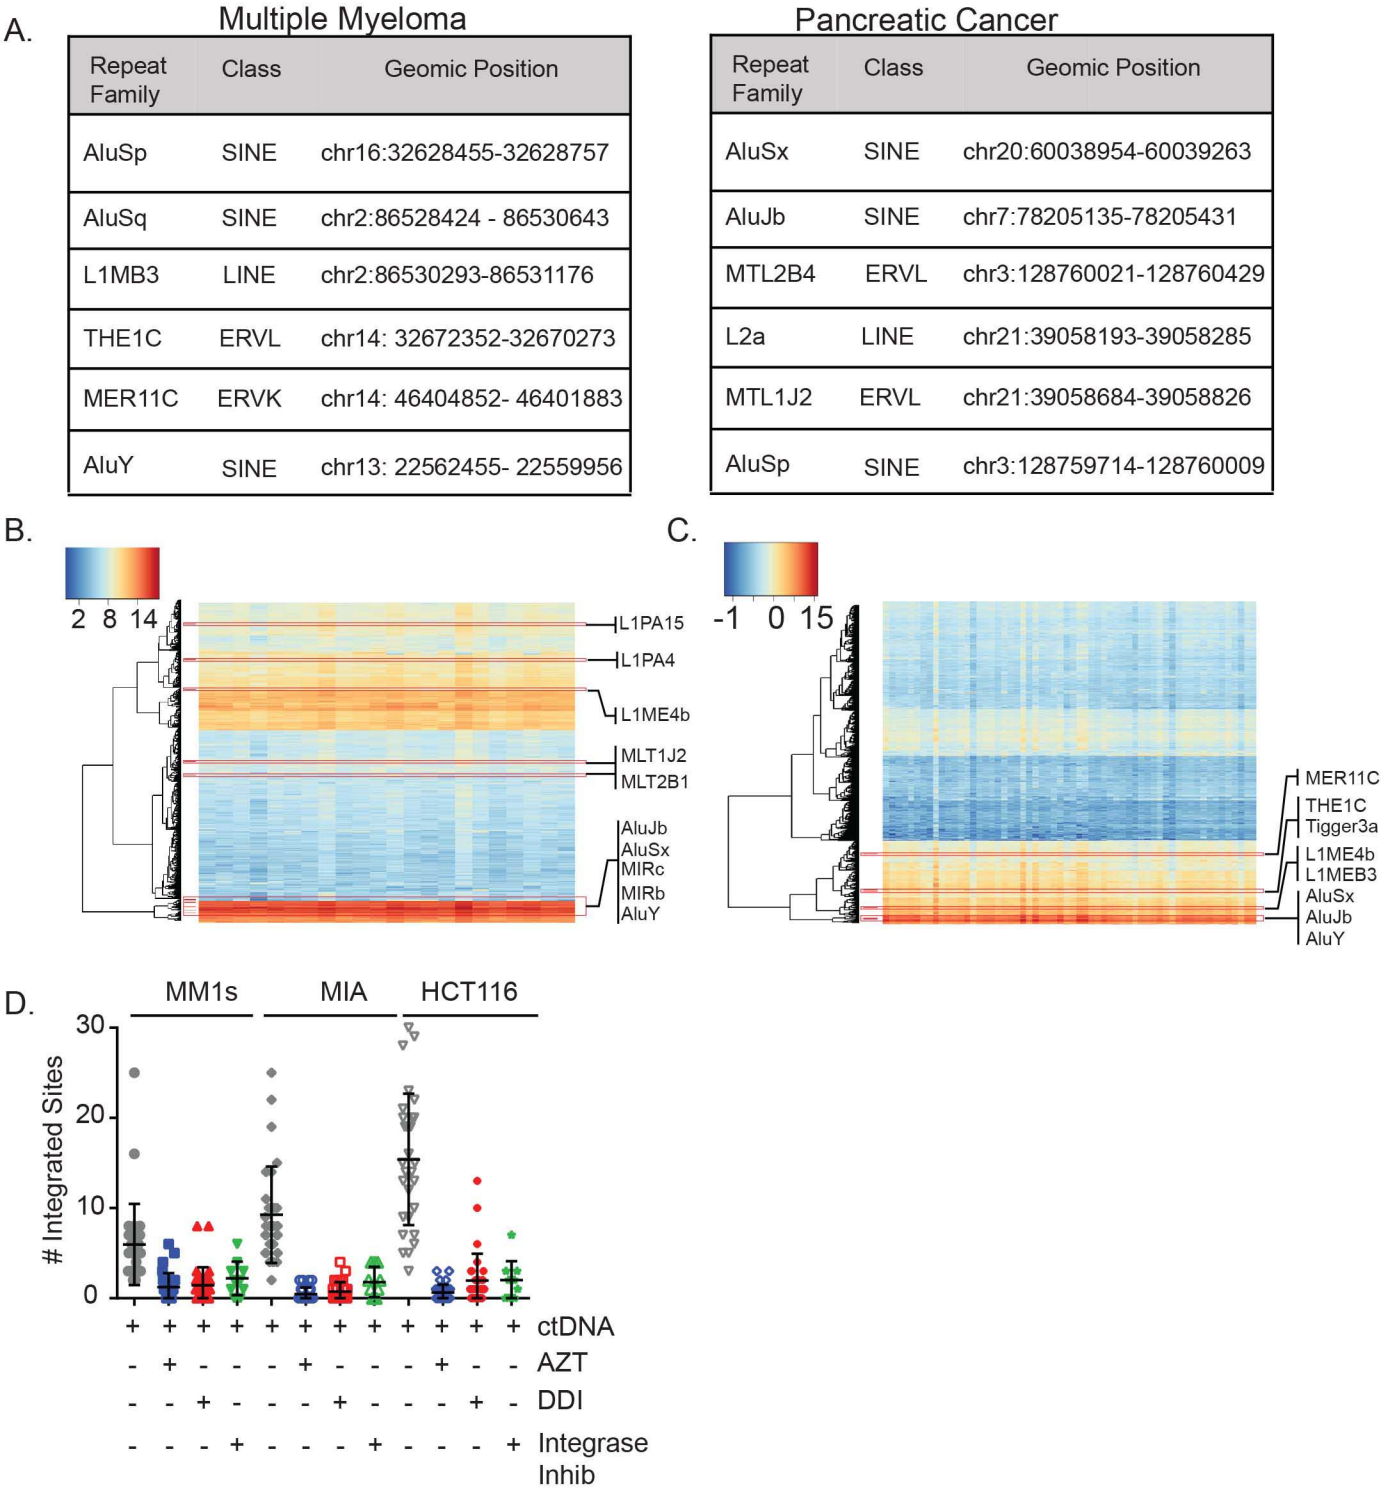 A.
Multiple Myeloma
Repeat Family Class Geomic Position
AluSp SINE chr16:32628455-32628757
AluSq SINE chr2:86528424 - 86530643
L1MB3 LINE chr2:86530293-86531176
THE1C ERVL chr14: 32672352-32670273
MER11C ERVK chr14: 46404852- 46401883
AluY SINE chr13: 22562455- 22559956
Pancreatic Cancer
Repeat Family Class Geomic Position
AluSx SINE chr20:60038954-60039263
AluJb SINE chr7:78205135-78205431
MTL2B4 ERVL chr3:128760021-128760429
L2a LINE chr21:39058193-39058285
MTL1J2 ERVL chr21:39058684-39058826
AluSp SINE chr3:128759714-128760009
B.
2 8 14
L1PA15
L1PA4
L1ME4b
MLT1J2
MLT2B1
AluJb
AluSx
MIRc
MIRb
AluY
C.
-1 0 15
MER11C
THE1C
Tigger3a
L1ME4b
L1MEB3
AluSx
AluJb
AluY
D.
MM1s MIA HCT116
# Integrated Sites
30
20
10
0
+ + + + + + + + + + + + ctDNA
- + - - - + - - - + - - AZT
- - + - - - + - - - + - DDI
- - - + - - - + - - - + Integrase
Inhib